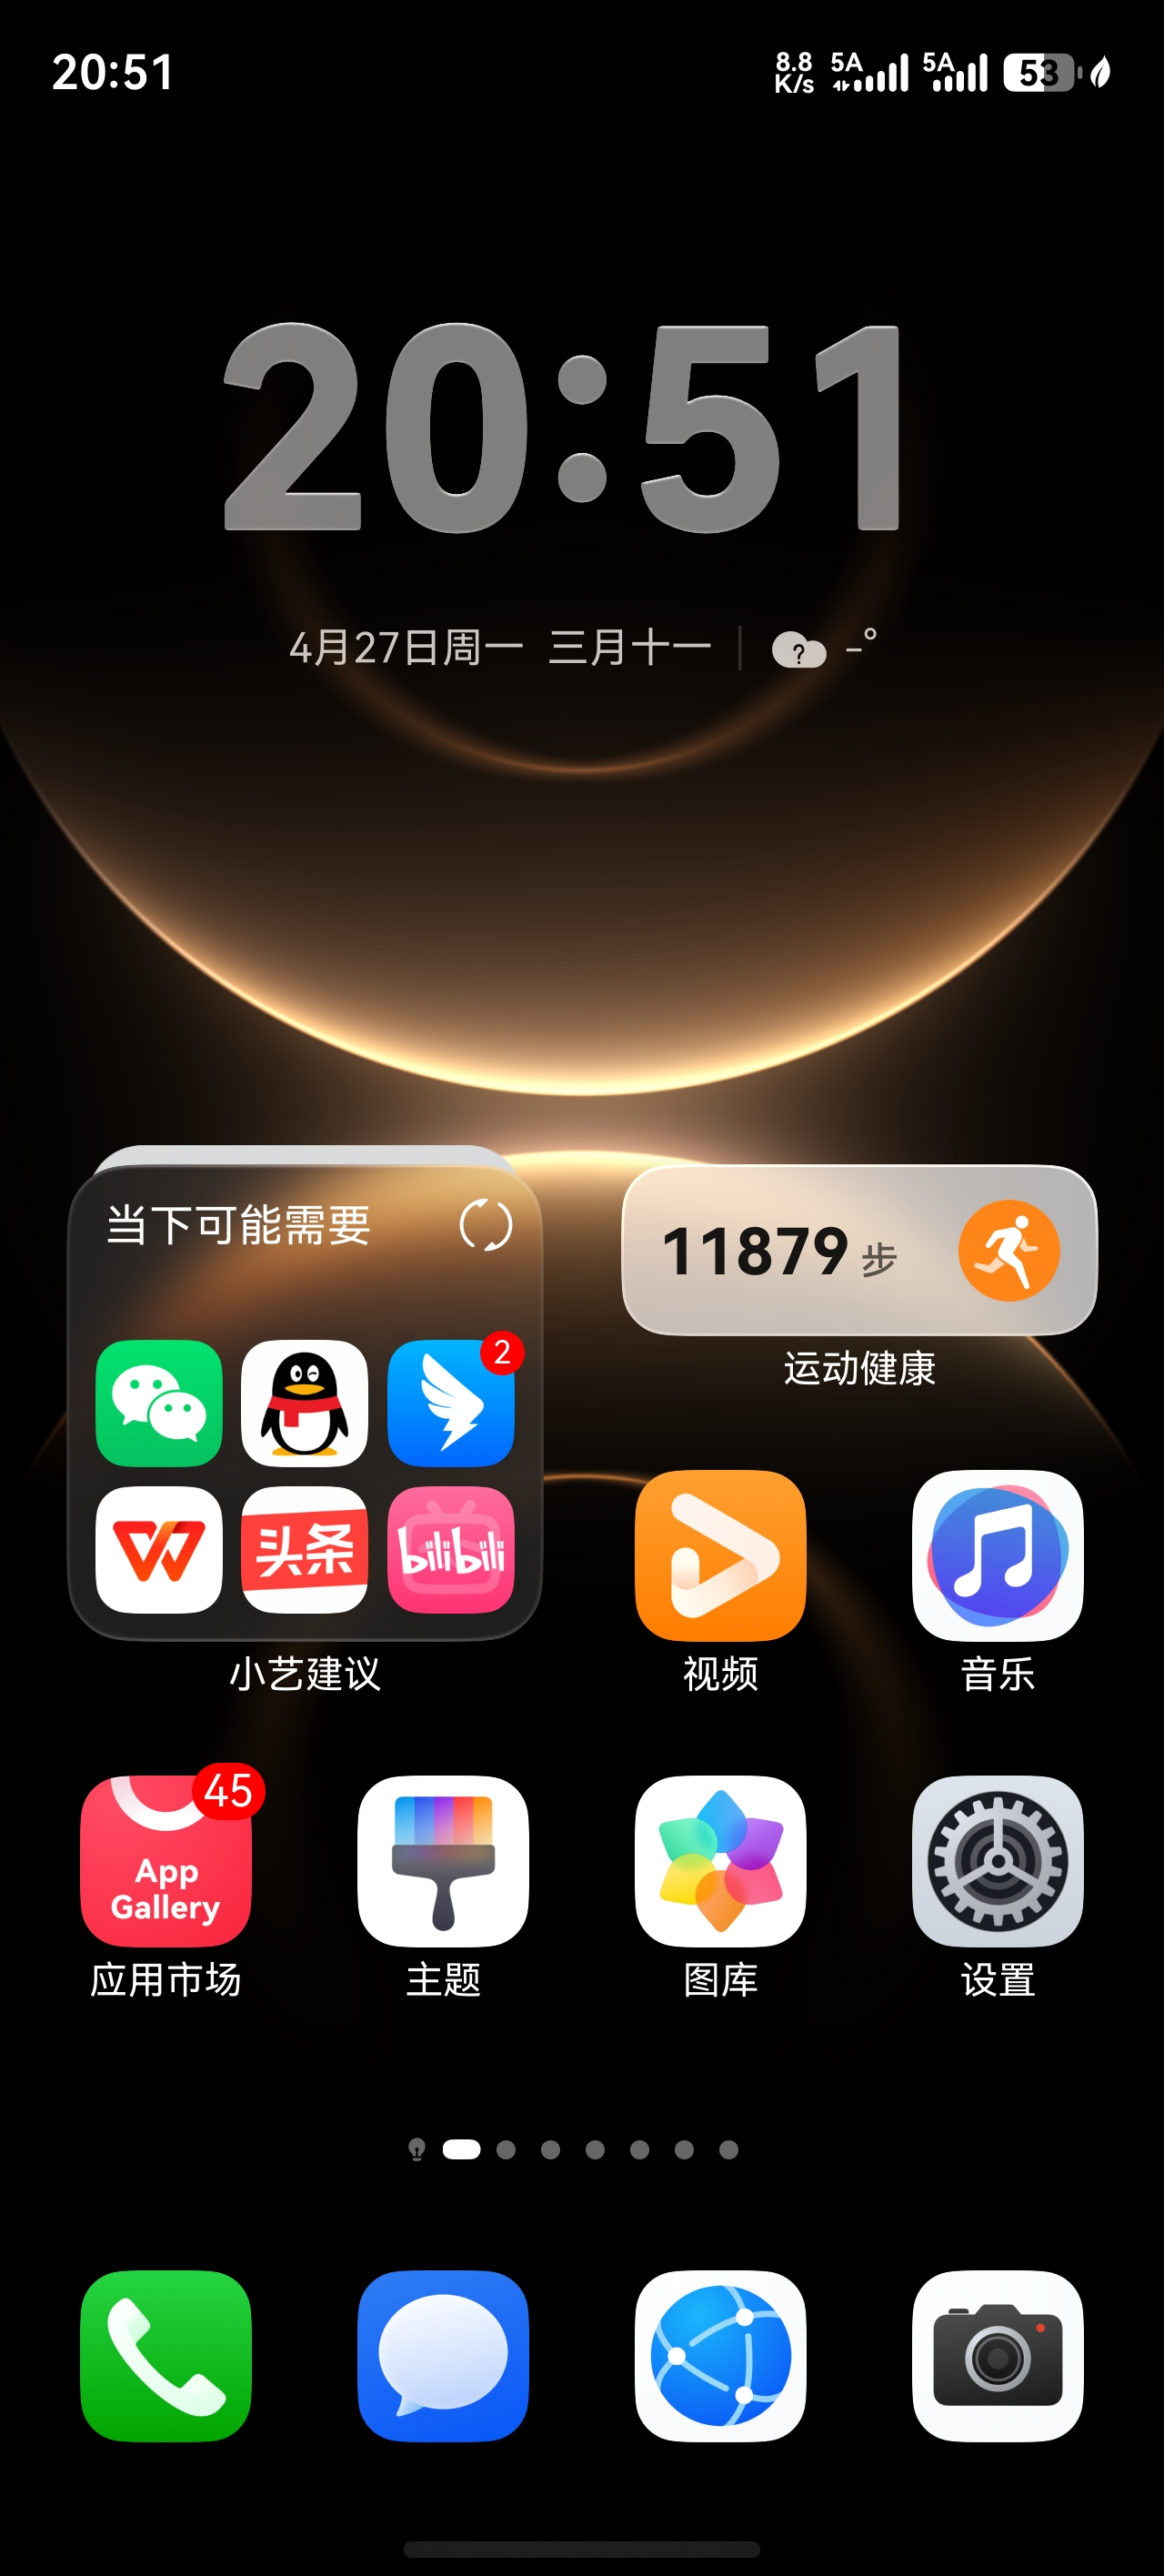 20:51
8.8 K/s 5A 5A 53
20:51
4月27日周一 三月十一 ? -°
当下可能需要
11879 步
运动健康
2
头条
bilibili
小艺建议
视频
音乐
45
App
Gallery
应用市场
主题
图库
设置